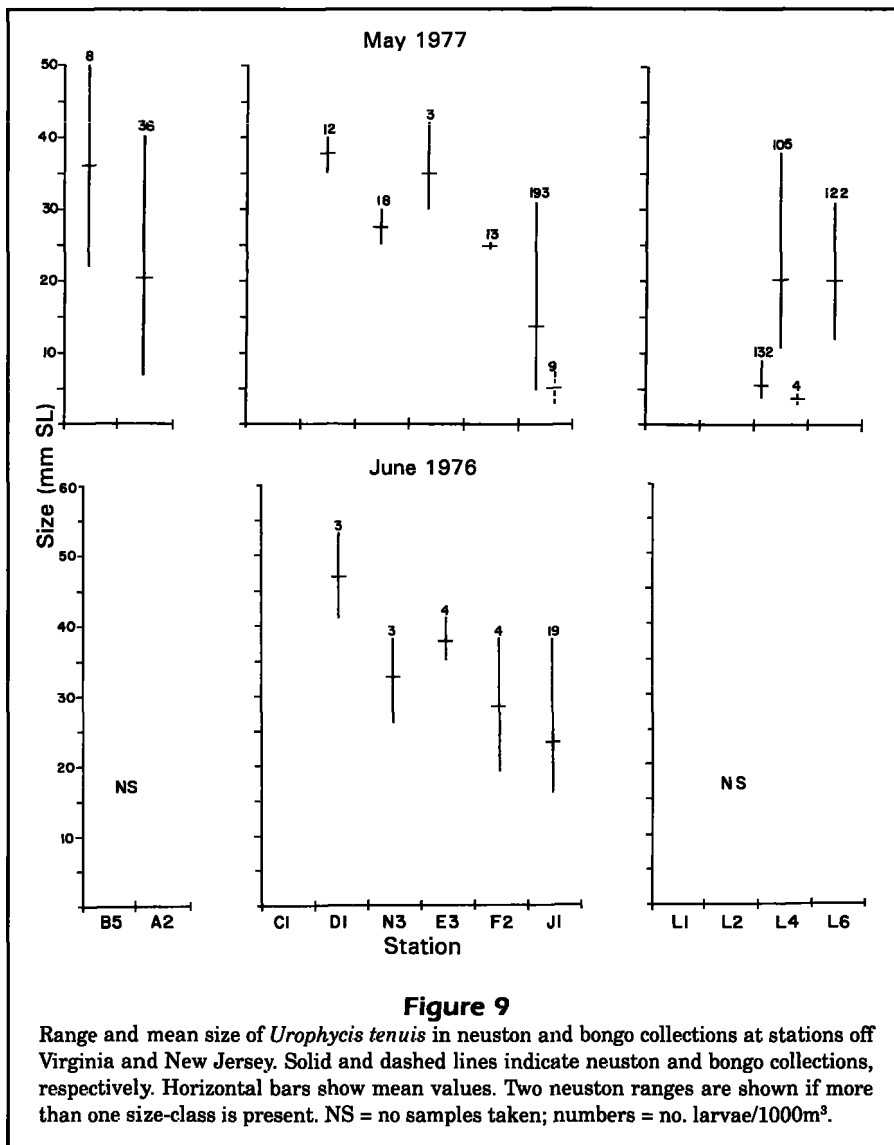 May 1977
8
36
12
18
3
13
193
9
105
122
132
4
50
40
30
20
10
Size (mm SL)
June 1976
60
50
40
30
20
10
3
3
4
4
19
NS
NS
B5 A2 C1 D1 N3 E3 F2 J1 L1 L2 L4 L6
Station
Figure 9
Range and mean size of Urophycis tenuis in neuston and bongo collections at stations off
Virginia and New Jersey. Solid and dashed lines indicate neuston and bongo collections,
respectively. Horizontal bars show mean values. Two neuston ranges are shown if more
than one size-class is present. NS = no samples taken; numbers = no. larvae/1000m³.